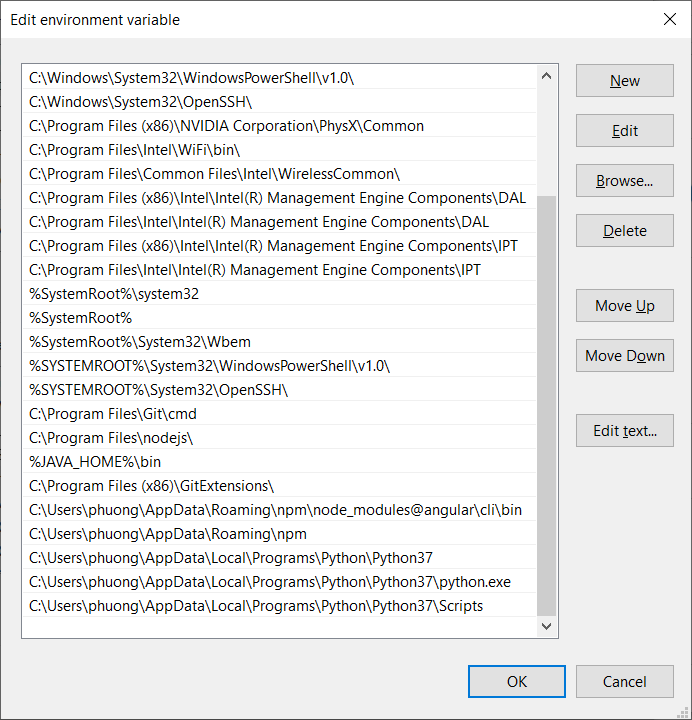 Edit environment variable
C:\Windows\System32\WindowsPowerShell\v1.0\
C:\Windows\System32\OpenSSH\
C:\Program Files (x86)\NVIDIA Corporation\PhysX\Common
C:\Program Files\Intel\WiFi\bin\
C:\Program Files\Common Files\Intel\WirelessCommon\
C:\Program Files (x86)\Intel\Intel(R) Management Engine Components\DAL
C:\Program Files\Intel\Intel(R) Management Engine Components\DAL
C:\Program Files (x86)\Intel\Intel(R) Management Engine Components\IPT
C:\Program Files\Intel\Intel(R) Management Engine Components\IPT
%SystemRoot%\system32
%SystemRoot%
%SystemRoot%\System32\Wbem
%SYSTEMROOT%\System32\WindowsPowerShell\v1.0\
%SYSTEMROOT%\System32\OpenSSH\
C:\Program Files\Git\cmd
C:\Program Files\nodejs\
%JAVA_HOME%\bin
C:\Program Files (x86)\GitExtensions\
C:\Users\phuong\AppData\Roaming\npm\node_modules@angular\cli\bin
C:\Users\phuong\AppData\Roaming\npm
C:\Users\phuong\AppData\Local\Programs\Python\Python37
C:\Users\phuong\AppData\Local\Programs\Python\Python37\python.exe
C:\Users\phuong\AppData\Local\Programs\Python\Python37\Scripts
New
Edit
Browse...
Delete
Move Up
Move Down
Edit text...
OK
Cancel